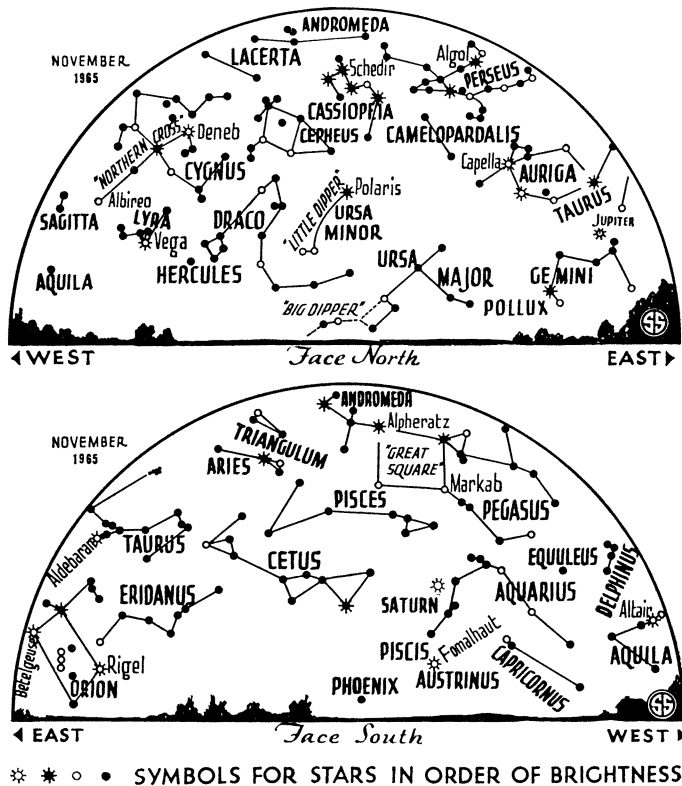 ANDROMEDA
NOVEMBER
1965
LACERTA
Schedir
Algol
PERSEUS
CASSIOPEIA
CEPHEUS
CAMELOPARDALIS
"NORTHERN CROSS"
Deneb
CYGNUS
Capella
AURIGA
TAURUS
Albireo
SAGITTA
LYRA
Vega
DRACO
"LITTLE DIPPER"
Polaris
URSA
MINOR
JUPITER
AQUILA
HERCULES
URSA MAJOR
GEMINI
"BIG DIPPER"
POLLUX
SS
WEST
Face North
EAST
ANDROMEDA
Alpheratz
NOVEMBER
1965
TRIANGULUM
ARIES
"GREAT
SQUARE"
Markab
PISCES
PEGASUS
Aldebaran
TAURUS
CETUS
EQUULEUS
DELPHINUS
ERIDANUS
SATURN
AQUARIUS
Altair
Betelgeuse
Rigel
ORION
PISCIS
AUSTRINUS
Fomalhaut
CAPRICORNUS
AQUILA
PHOENIX
SS
EAST
Face South
WEST
SYMBOLS FOR STARS IN ORDER OF BRIGHTNESS